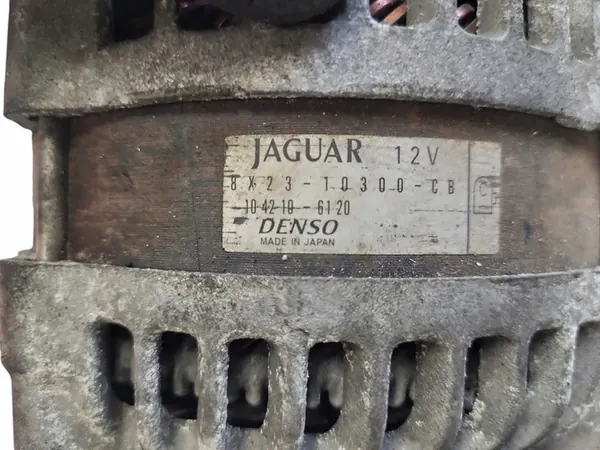 JAGUAR 12V
8X23-10300-CB
104210-6120
DENSO
MADE IN JAPAN